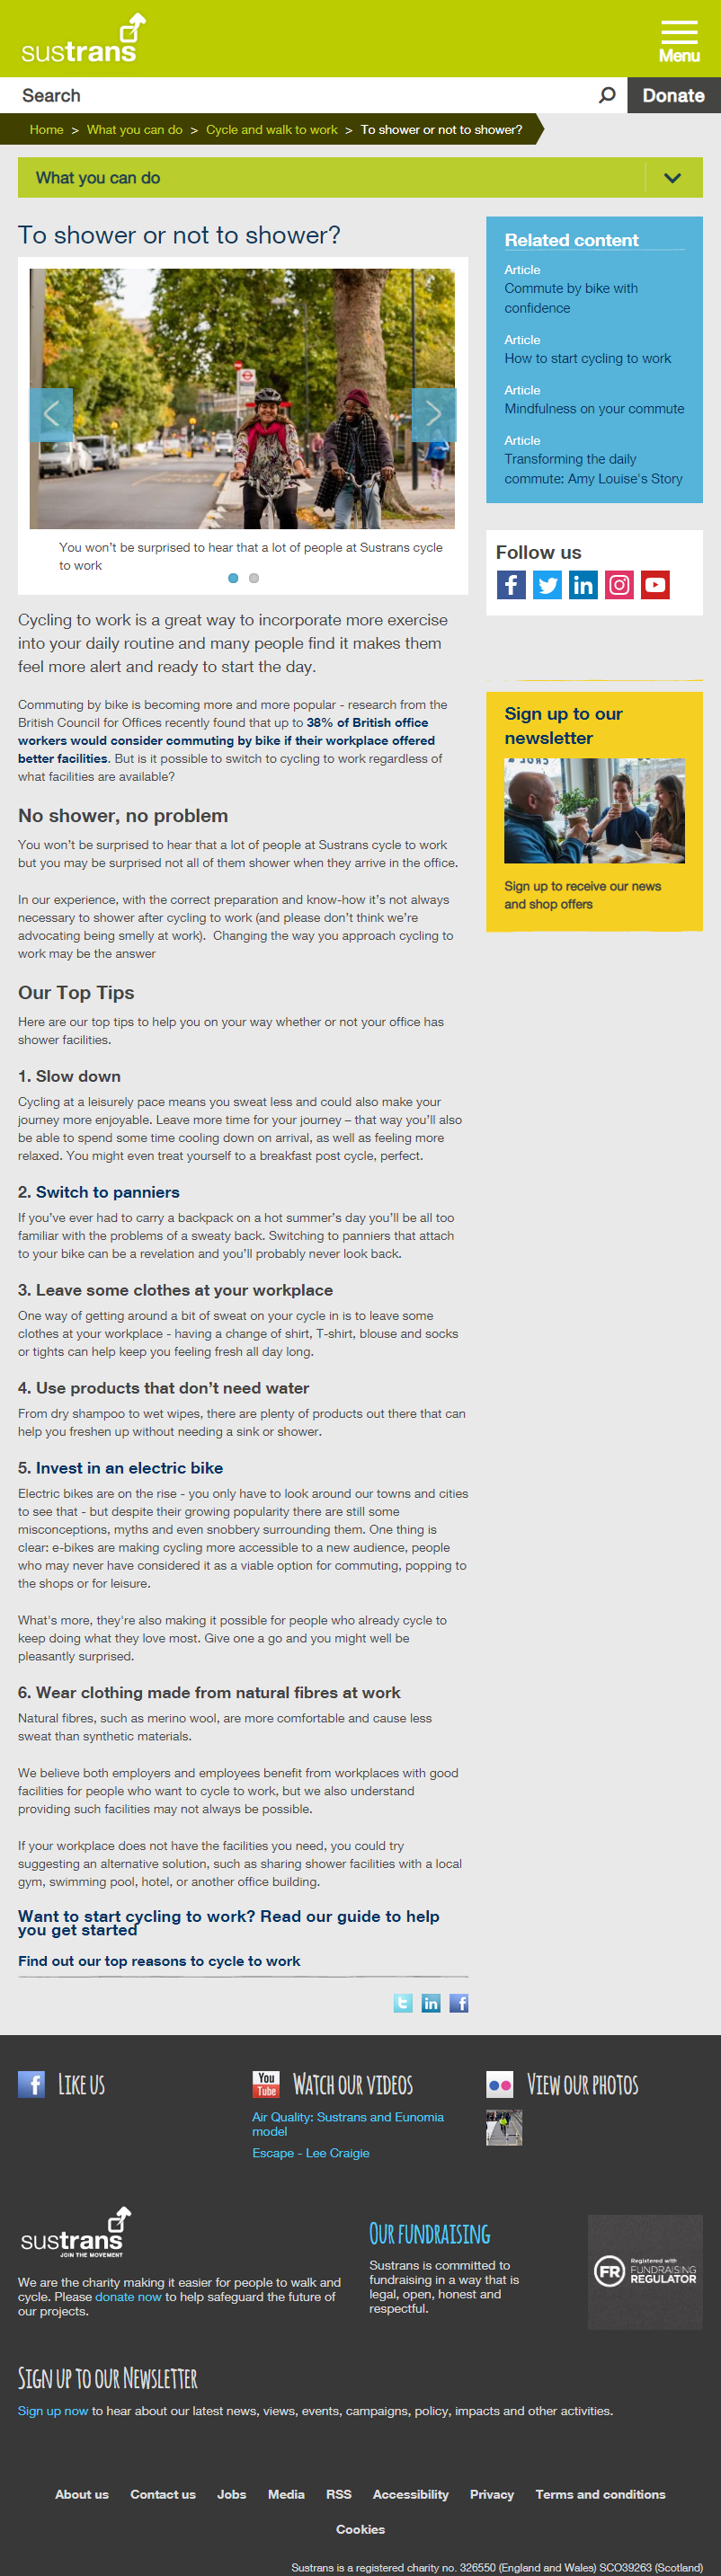 sustrans
Menu
Search
Donate
Home > What you can do > Cycle and walk to work > To shower or not to shower?
What you can do
To shower or not to shower?
You won't be surprised to hear that a lot of people at Sustrans cycle
to work
Cycling to work is a great way to incorporate more exercise
into your daily routine and many people find it makes them
feel more alert and ready to start the day.
Commuting by bike is becoming more and more popular - research from the
British Council for Offices recently found that up to 38% of British office
workers would consider commuting by bike if their workplace offered
better facilities. But is it possible to switch to cycling to work regardless of
what facilities are available?
No shower, no problem
You won't be surprised to hear that a lot of people at Sustrans cycle to work
but you may be surprised not all of them shower when they arrive in the office.
In our experience, with the correct preparation and know-how it's not always
necessary to shower after cycling to work (and please don't think we're
advocating being smelly at work). Changing the way you approach cycling to
work may be the answer
Our Top Tips
Here are our top tips to help you on your way whether or not your office has
shower facilities.
1. Slow down
Cycling at a leisurely pace means you sweat less and could also make your
journey more enjoyable. Leave more time for your journey – that way you'll also
be able to spend some time cooling down on arrival, as well as feeling more
relaxed. You might even treat yourself to a breakfast post cycle, perfect.
2. Switch to panniers
If you've ever had to carry a backpack on a hot summer's day you'll be all too
familiar with the problems of a sweaty back. Switching to panniers that attach
to your bike can be a revelation and you'll probably never look back.
3. Leave some clothes at your workplace
One way of getting around a bit of sweat on your cycle in is to leave some
clothes at your workplace - having a change of shirt, T-shirt, blouse and socks
or tights can help keep you feeling fresh all day long.
4. Use products that don't need water
From dry shampoo to wet wipes, there are plenty of products out there that can
help you freshen up without needing a sink or shower.
5. Invest in an electric bike
Electric bikes are on the rise - you only have to look around our towns and cities
to see that - but despite their growing popularity there are still some
misconceptions, myths and even snobbery surrounding them. One thing is
clear: e-bikes are making cycling more accessible to a new audience, people
who may never have considered it as a viable option for commuting, popping to
the shops or for leisure.
What's more, they're also making it possible for people who already cycle to
keep doing what they love most. Give one a go and you might well be
pleasantly surprised.
6. Wear clothing made from natural fibres at work
Natural fibres, such as merino wool, are more comfortable and cause less
sweat than synthetic materials.
We believe both employers and employees benefit from workplaces with good
facilities for people who want to cycle to work, but we also understand
providing such facilities may not always be possible.
If your workplace does not have the facilities you need, you could try
suggesting an alternative solution, such as sharing shower facilities with a local
gym, swimming pool, hotel, or another office building.
Want to start cycling to work? Read our guide to help
you get started
Find out our top reasons to cycle to work
Related content
Article
Commute by bike with
confidence
Article
How to start cycling to work
Article
Mindfulness on your commute
Article
Transforming the daily
commute: Amy Louise's Story
Follow us
Sign up to our
newsletter
Sign up to receive our news
and shop offers
Like us
You Tube
Watch our videos
Air Quality: Sustrans and Eunomia
model
Escape - Lee Craigie
View our photos
sustrans
JOIN THE MOVEMENT
We are the charity making it easier for people to walk and
cycle. Please donate now to help safeguard the future of
our projects.
Our fundraising
Sustrans is committed to
fundraising in a way that is
legal, open, honest and
respectful.
FR Registered with
FUNDRAISING
REGULATOR
Sign up to our Newsletter
Sign up now to hear about our latest news, views, events, campaigns, policy, impacts and other activities.
About us Contact us Jobs Media RSS Accessibility Privacy Terms and conditions
Cookies
Sustrans is a registered charity no. 326550 (England and Wales) SCO39263 (Scotland)